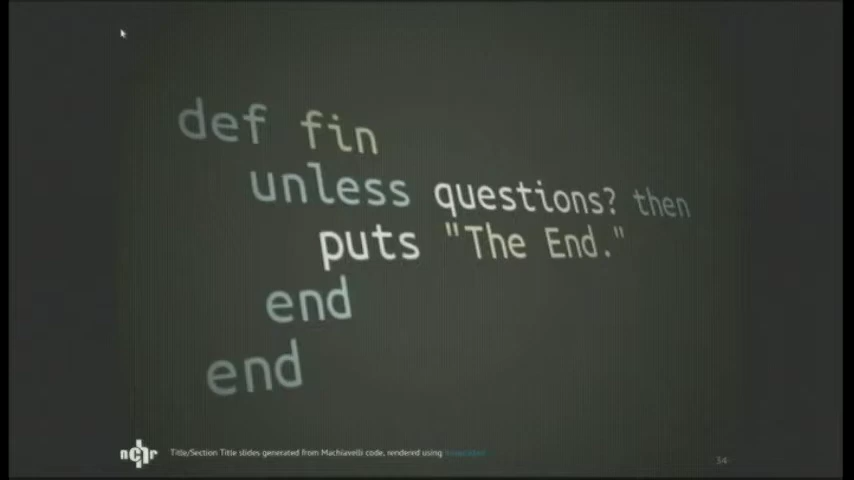 def fin
unless questions? then
puts "The End."
end
end
Title/Section Title slides generated from Machiavelli code, rendered using
34